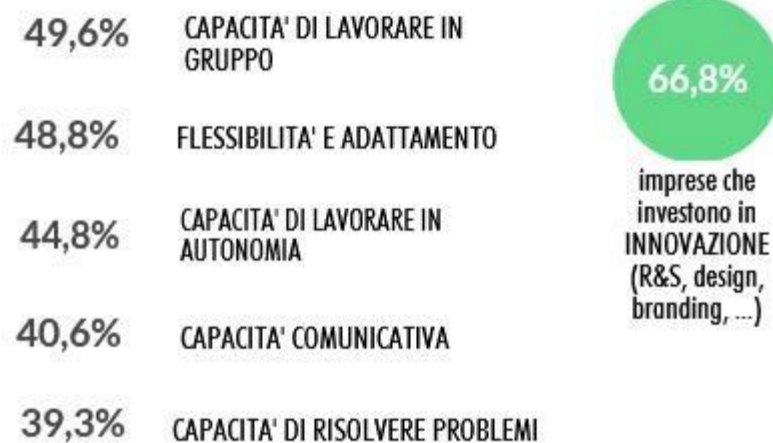 49,6%
CAPACITA' DI LAVORARE IN
GRUPPO
48,8%
FLESSIBILITA' E ADATTAMENTO
44,8%
CAPACITA' DI LAVORARE IN
AUTONOMIA
40,6%
CAPACITA' COMUNICATIVA
39,3%
CAPACITA' DI RISOLVERE PROBLEMI
66,8%
imprese che
investono in
INNOVAZIONE
(R&S, design,
branding, ...)